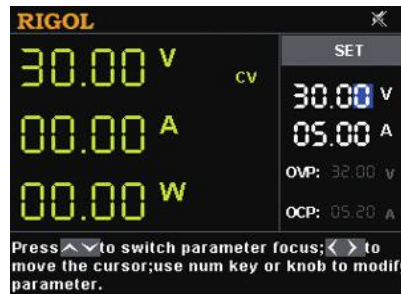 RIGOL
30.00 V
CV
00.00 A
00.00 W
SET
30.00 V
05.00 A
OVP: 32.00 V
OCP: 05.20 A
Press to switch parameter focus; to
move the cursor;use num key or knob to modif
parameter.